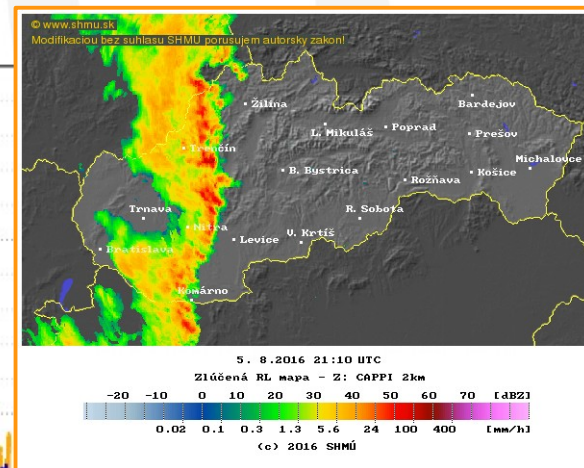 © www.shmu.sk
Modifikaciou bez suhlasu SHMU porusujem autorsky zakon!
Žilina
Bardejov
L. Mikuláš
Poprad
Prešov
Trenčín
Michalovce
B. Bystrica
Rožňava
Košice
Trnava
R. Sobota
Nitra
Levice
V. Krtíš
Bratislava
Komárno
5. 8.2016 21:10 UTC
Zlúčená RL mapa - Z: CAPPI 2km
-20 -10 0 10 20 30 40 50 60 70 [dBZ]
0.02 0.1 0.3 1.3 5.6 24 100 400 [mm/h]
(c) 2016 SHMÚ